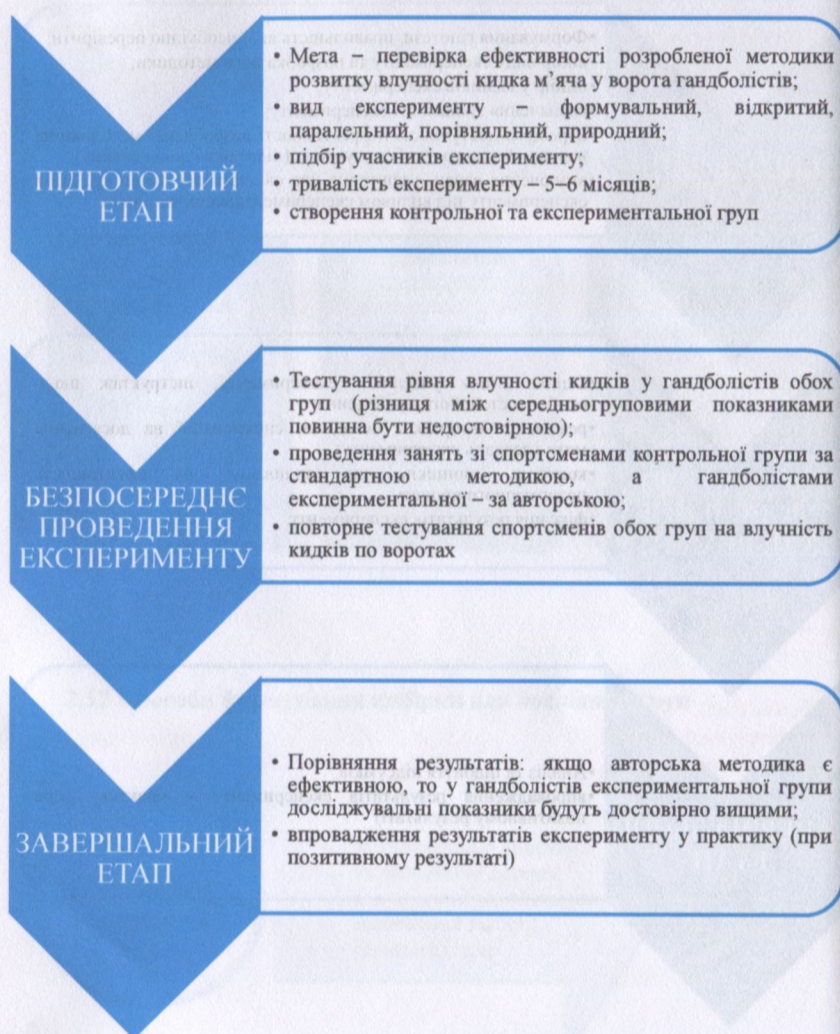 ПІДГОТОВЧИЙ
ЕТАП
• Мета – перевірка ефективності розробленої методики
розвитку влучності кидка м’яча у ворота гандболістів;
• вид експерименту – формувальний, відкритий,
паралельний, порівняльний, природний;
• підбір учасників експерименту;
• тривалість експерименту – 5–6 місяців;
• створення контрольної та експериментальної груп
БЕЗПОСЕРЕДНЄ
ПРОВЕДЕННЯ
ЕКСПЕРИМЕНТУ
• Тестування рівня влучності кидків у гандболістів обох
груп (різниця між середньогруповими показниками
повинна бути недостовірною);
• проведення занять зі спортсменами контрольної групи за
стандартною методикою, а гандболістами
експериментальної – за авторською;
• повторне тестування спортсменів обох груп на влучність
кидків по воротах
ЗАВЕРШАЛЬНИЙ
ЕТАП
• Порівняння результатів: якщо авторська методика є
ефективною, то у гандболістів експериментальної групи
досліджувані показники будуть достовірно вищими;
• впровадження результатів експерименту у практику (при
позитивному результаті)